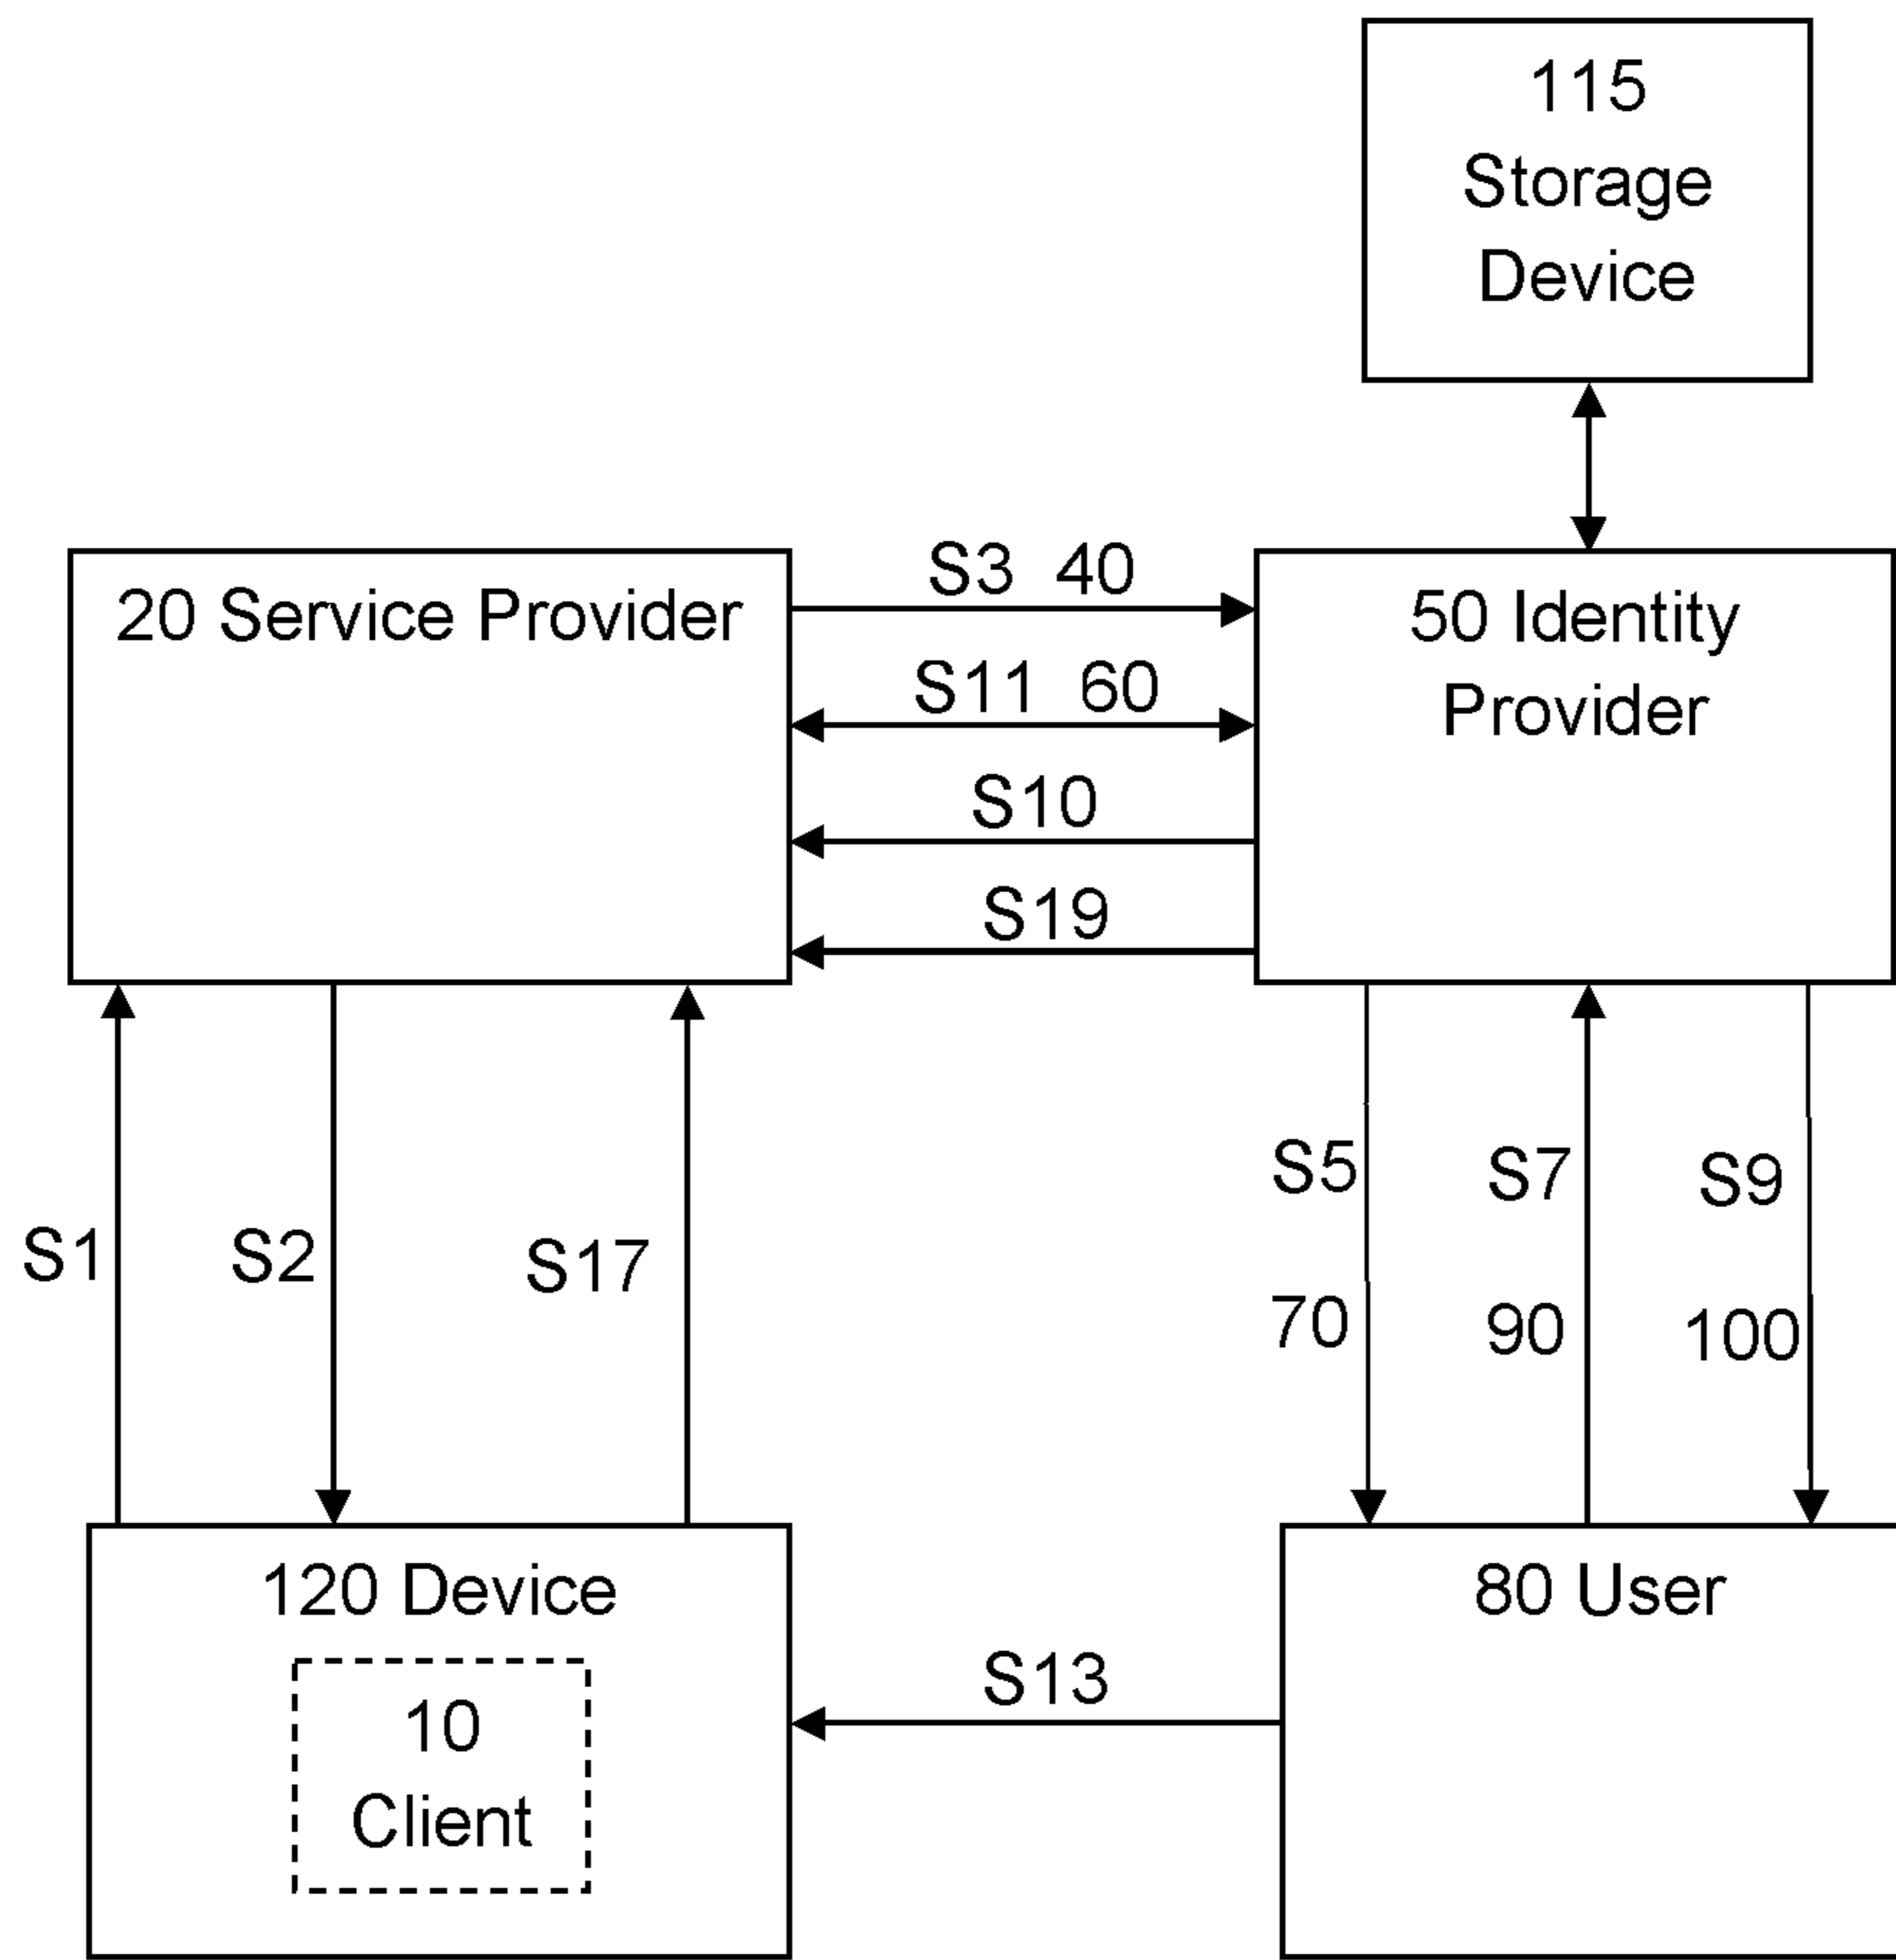 115
Storage
Device
20 Service Provider
S3 40
50 Identity
Provider
S11 60
S10
S19
S1
S2
S17
S5
70
S7
90
S9
100
120 Device
10
Client
S13
80 User